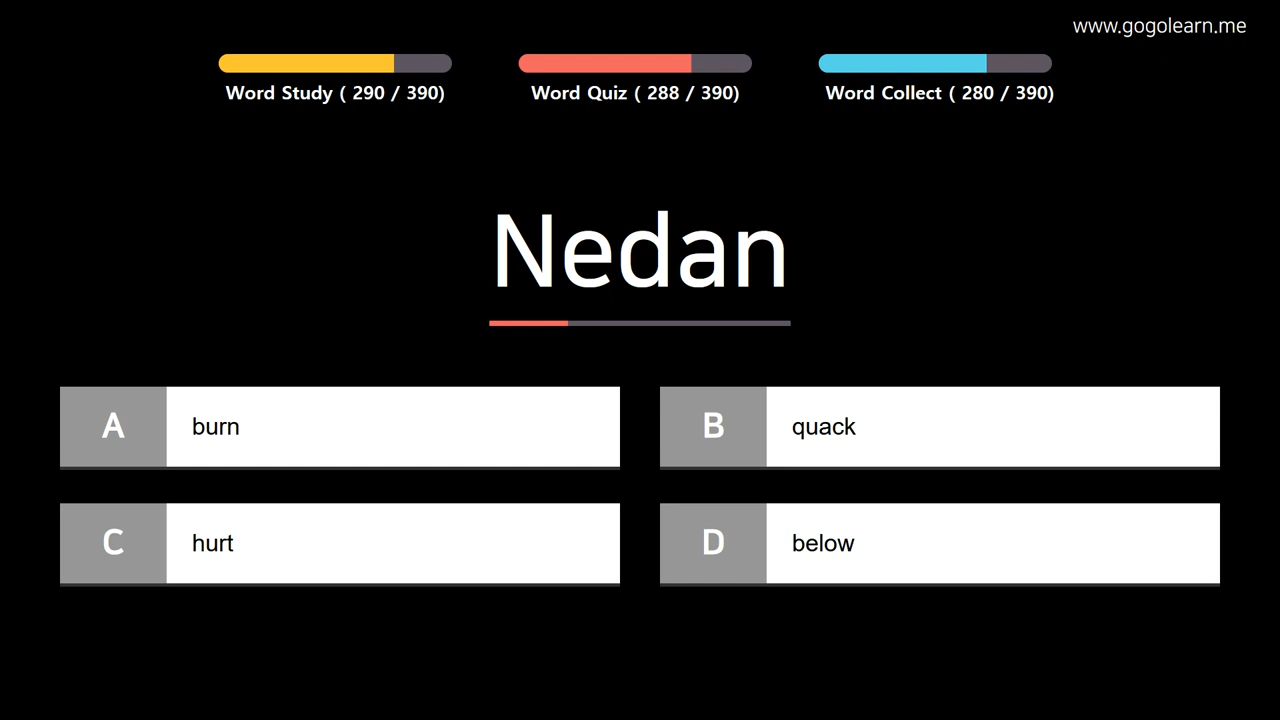 www.gogolearn.me
Word Study ( 290 / 390)
Word Quiz ( 288 / 390)
Word Collect ( 280 / 390)
Nedan
A burn
B quack
C hurt
D below